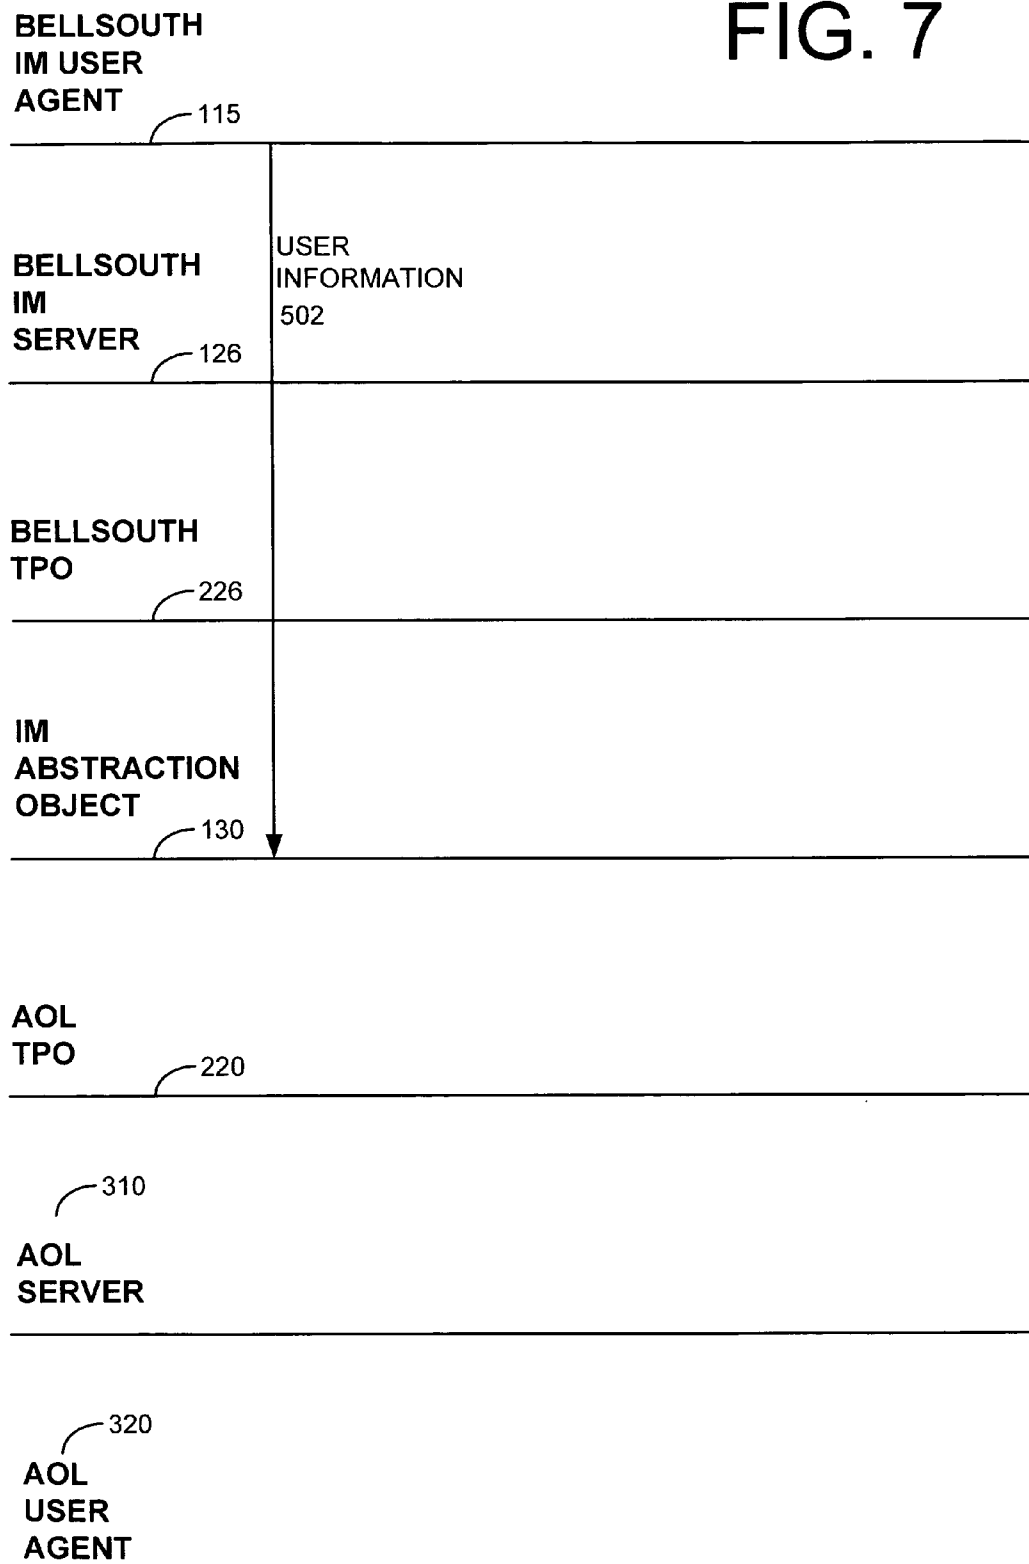 FIG. 7
BELLSOUTH
IM USER
AGENT
115
USER
INFORMATION
502
BELLSOUTH
IM
SERVER
126
BELLSOUTH
TPO
226
IM
ABSTRACTION
OBJECT
130
AOL
TPO
220
310
AOL
SERVER
320
AOL
USER
AGENT